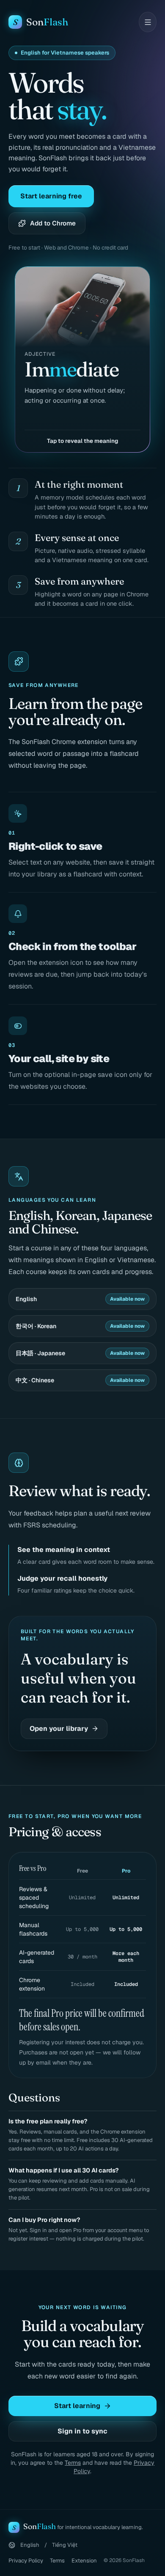 S SonFlash
English for Vietnamese speakers
Words
that stay.
Every word you meet becomes a card with a
picture, its real pronunciation and a Vietnamese
meaning. SonFlash brings it back just before
you would forget it.
Start learning free
Add to Chrome
Free to start · Web and Chrome · No credit card
05:00
ADJECTIVE
Immediate
Happening or done without delay;
acting or occurring at once.
Tap to reveal the meaning
1
At the right moment
A memory model schedules each word
just before you would forget it, so a few
minutes a day is enough.
2
Every sense at once
Picture, native audio, stressed syllable
and a Vietnamese meaning on one card.
3
Save from anywhere
Highlight a word on any page in Chrome
and it becomes a card in one click.
SAVE FROM ANYWHERE
Learn from the page
you're already on.
The SonFlash Chrome extension turns any
selected word or passage into a flashcard
without leaving the page.
01
Right-click to save
Select text on any website, then save it straight
into your library as a flashcard with context.
02
Check in from the toolbar
Open the extension to see how many
reviews are due, then jump back into today's
session.
03
Your call, site by site
Turn on the optional in-page save icon only for
the websites you choose.
LANGUAGES YOU CAN LEARN
English, Korean, Japanese
and Chinese.
Start a course in any of these four languages,
with meanings shown in English or Vietnamese.
Each course keeps its own cards and progress.
English Available now
한국어 · Korean Available now
日本語 · Japanese Available now
中文 · Chinese Available now
Review what is ready.
Your feedback helps plan a useful next review
with FSRS scheduling.
See the meaning in context
A clear card gives each word room to make sense.
Judge your recall honestly
Four familiar ratings keep the choice quick.
BUILT FOR THE WORDS YOU ACTUALLY
MEET.
A vocabulary is
useful when you
can reach for it.
Open your library →
FREE TO START, PRO WHEN YOU WANT MORE
Pricing & access
Free vs Pro Free Pro
Reviews &
spaced
scheduling
Unlimited Unlimited
Manual
flashcards
Up to 5,000 Up to 5,000
AI-generated
cards
30 / month More each
month
Chrome
extension
Included Included
The final Pro price will be confirmed
before sales open.
Registering your interest does not charge you.
Purchases are not open yet — we will follow
up by email when they are.
Questions
Is the free plan really free?
Yes. Reviews, manual cards, and the Chrome extension
stay free with no time limit. Free includes 30 AI-generated
cards each month, up to 20 AI actions a day.
What happens if I use all 30 AI cards?
You can keep reviewing and add cards manually. AI
generation resumes next month. Pro is not yet on sale during
the pilot.
Can I buy Pro right now?
Not yet. Sign in and open Pro from your account menu to
register interest — nothing is charged during the pilot.
YOUR NEXT WORD IS WAITING
Build a vocabulary
you can reach for.
Start with the cards ready today, then make
each new word easier to find again.
Start learning →
Sign in to sync
SonFlash is for learners aged 18 and over. By signing
in, you agree to the Terms and have read the Privacy
Policy.
S SonFlash for intentional vocabulary learning.
English / Tiếng Việt
Privacy Policy Terms Extension © 2026 SonFlash